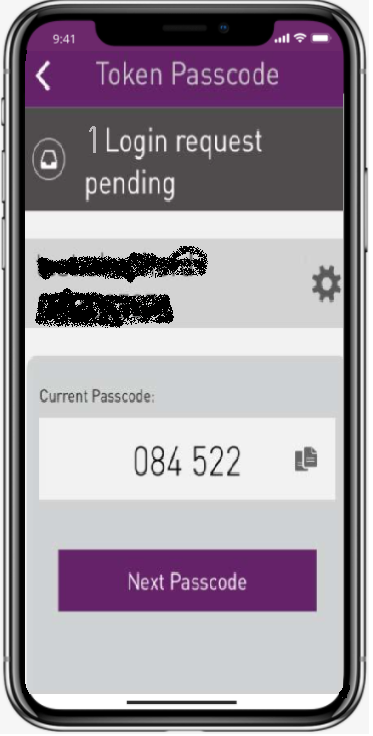 9:41
Token Passcode
1 Login request
pending
Current Passcode:
084 522
Next Passcode